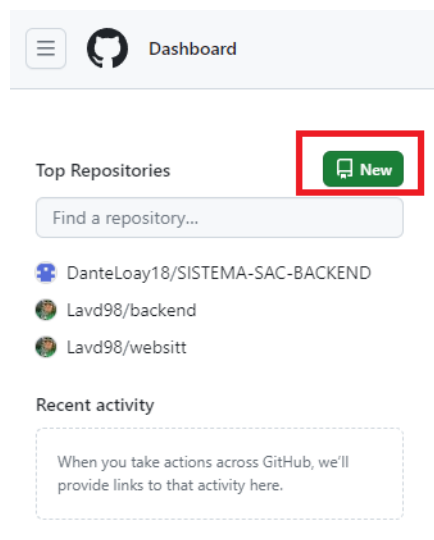 Dashboard
Top Repositories
New
Find a repository...
DanteLoay18/SISTEMA-SAC-BACKEND
Lavd98/backend
Lavd98/websitt
Recent activity
When you take actions across GitHub, we'll
provide links to that activity here.